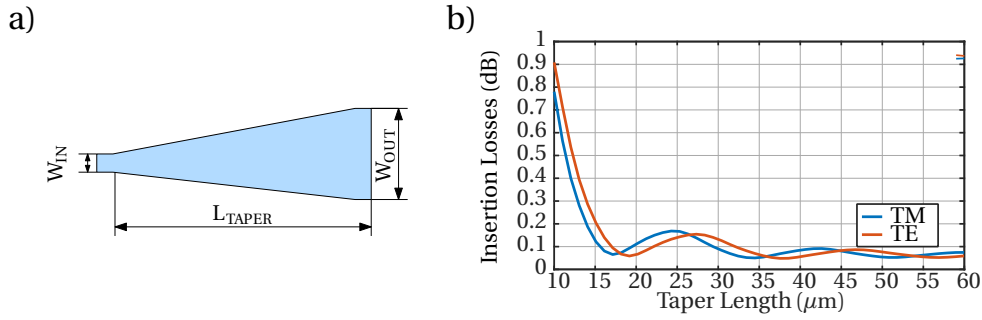 a)
W_IN
W_OUT
L_TAPER
b)
Insertion Losses (dB)
1
0.9
0.8
0.7
0.6
0.5
0.4
0.3
0.2
0.1
0
10 15 20 25 30 35 40 45 50 55 60
Taper Length (μm)
TM
TE